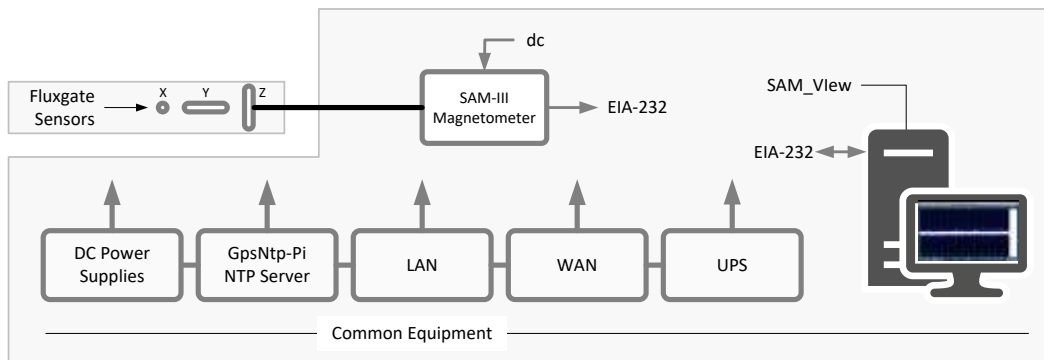 dc
Fluxgate
Sensors
X
Y
Z
SAM-III
Magnetometer
EIA-232
SAM_VIew
EIA-232
DC Power
Supplies
GpsNtp-Pi
NTP Server
LAN
WAN
UPS
Common Equipment